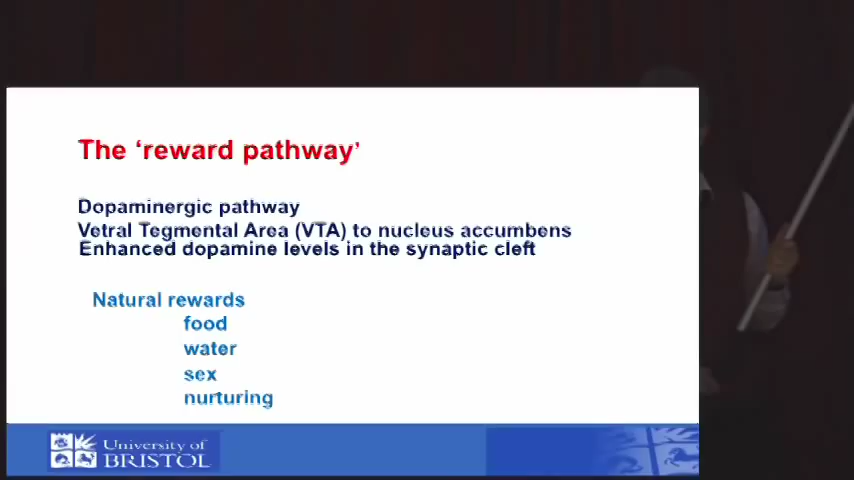 The ‘reward pathway’
Dopaminergic pathway
Vetral Tegmental Area (VTA) to nucleus accumbens
Enhanced dopamine levels in the synaptic cleft
Natural rewards
food
water
sex
nurturing
University of
BRISTOL